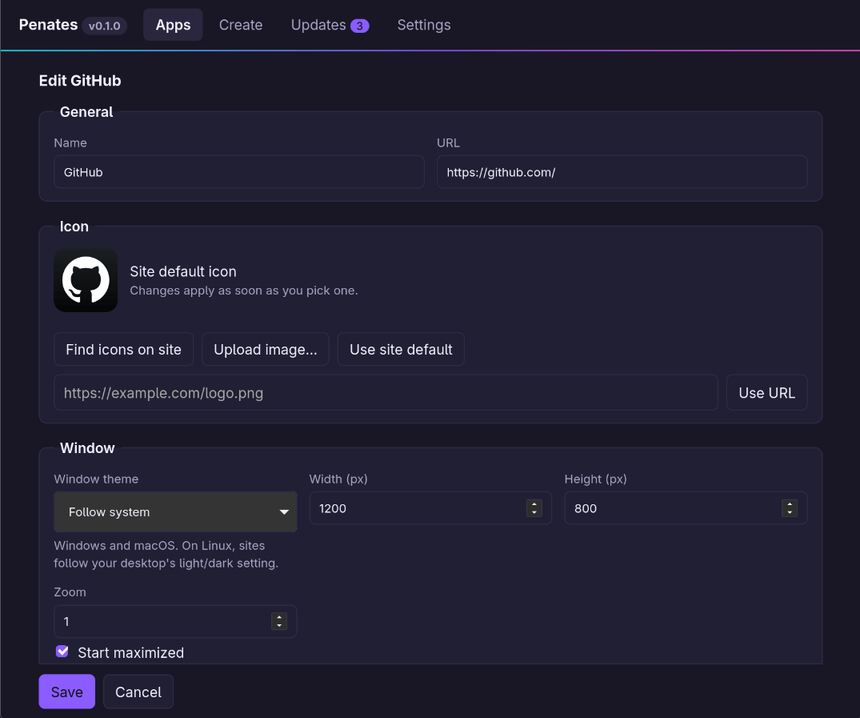 Penates v0.1.0 Apps Create Updates 3 Settings
Edit GitHub
General
Name URL
GitHub https://github.com/
Icon
Site default icon
Changes apply as soon as you pick one.
Find icons on site Upload image... Use site default
https://example.com/logo.png Use URL
Window
Window theme Width (px) Height (px)
Follow system 1200 800
Windows and macOS. On Linux, sites
follow your desktop's light/dark setting.
Zoom
1
Start maximized
Save Cancel